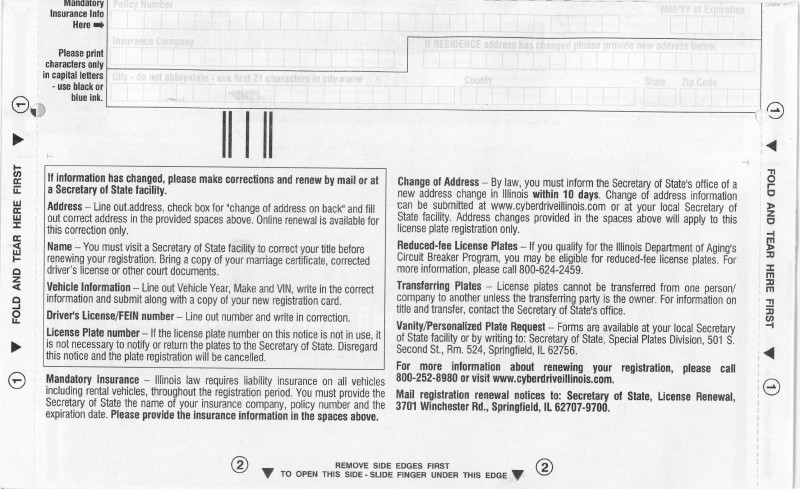 Mandatory
Insurance Info
Here
Policy Number
MM/YY of Expiration
Insurance Company
If RESIDENCE address has changed please provide new address below.
Please print
characters only
in capital letters
- use black or
blue ink.
City - do not abbreviate - use first 21 characters in city name
County
State
Zip Code
1
1
FOLD AND TEAR HERE FIRST
FOLD AND TEAR HERE FIRST
If information has changed, please make corrections and renew by mail or at
a Secretary of State facility.
Address – Line out address, check box for "change of address on back" and fill
out correct address in the provided spaces above. Online renewal is available for
this correction only.
Name – You must visit a Secretary of State facility to correct your title before
renewing your registration. Bring a copy of your marriage certificate, corrected
driver's license or other court documents.
Vehicle Information – Line out Vehicle Year, Make and VIN, write in the correct
information and submit along with a copy of your new registration card.
Driver's License/FEIN number – Line out number and write in correction.
License Plate number – If the license plate number on this notice is not in use, it
is not necessary to notify or return the plates to the Secretary of State. Disregard
this notice and the plate registration will be cancelled.
Mandatory Insurance – Illinois law requires liability insurance on all vehicles
including rental vehicles, throughout the registration period. You must provide the
Secretary of State the name of your insurance company, policy number and the
expiration date. Please provide the insurance information in the spaces above.
Change of Address – By law, you must inform the Secretary of State's office of a
new address change in Illinois within 10 days. Change of address information
can be submitted at www.cyberdriveillinois.com or at your local Secretary of
State facility. Address changes provided in the spaces above will apply to this
license plate registration only.
Reduced-fee License Plates – If you qualify for the Illinois Department of Aging's
Circuit Breaker Program, you may be eligible for reduced-fee license plates. For
more information, please call 800-624-2459.
Transferring Plates – License plates cannot be transferred from one person/
company to another unless the transferring party is the owner. For information on
title and transfer, contact the Secretary of State's office.
Vanity/Personalized Plate Request – Forms are available at your local Secretary
of State facility or by writing to: Secretary of State, Special Plates Division, 501 S.
Second St., Rm. 524, Springfield, IL 62756.
For more information about renewing your registration, please call
800-252-8980 or visit www.cyberdriveillinois.com.
Mail registration renewal notices to: Secretary of State, License Renewal,
3701 Winchester Rd., Springfield, IL 62707-9700.
1
1
2
REMOVE SIDE EDGES FIRST
TO OPEN THIS SIDE - SLIDE FINGER UNDER THIS EDGE
2